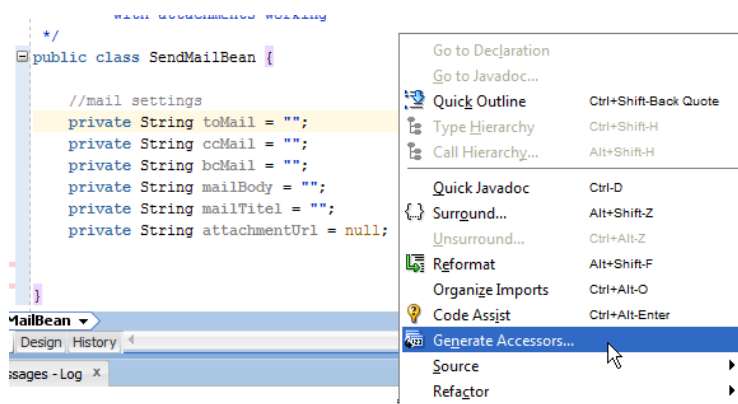 with attachments working
*/
public class SendMailBean {
//mail settings
private String toMail = "";
private String ccMail = "";
private String bcMail = "";
private String mailBody = "";
private String mailTitel = "";
private String attachmentUrl = null;
}
MailBean
Design History
ssages - Log x
Go to Declaration
Go to Javadoc...
Quick Outline Ctrl+Shift-Back Quote
Type Hierarchy Ctrl+Shift-H
Call Hierarchy... Alt+Shift-H
Quick Javadoc Ctrl-D
Surround... Alt+Shift-Z
Unsurround... Ctrl+Alt-Z
Reformat Alt+Shift-F
Organize Imports Ctrl+Alt-O
Code Assist Ctrl+Alt-Enter
Generate Accessors...
Source
Refactor